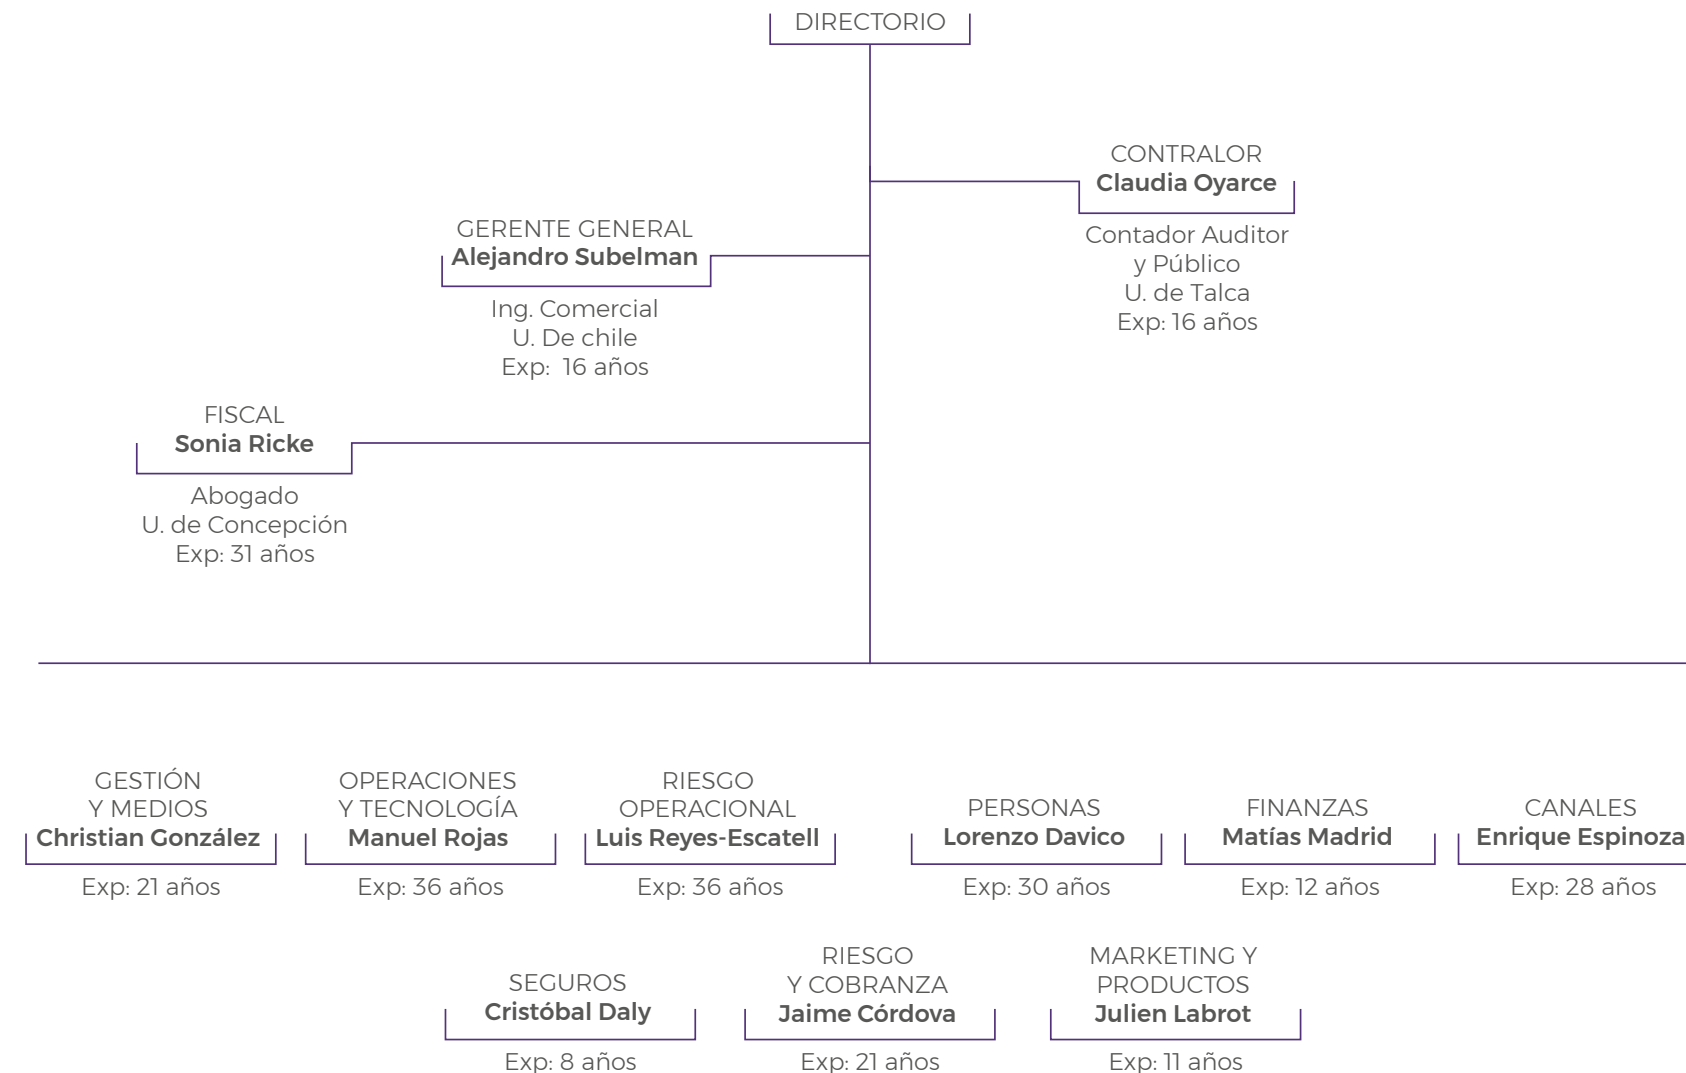 DIRECTORIO
CONTRALOR
Claudia Oyarce
Contador Auditor
y Público
U. de Talca
Exp: 16 años
GERENTE GENERAL
Alejandro Subelman
Ing. Comercial
U. De chile
Exp: 16 años
FISCAL
Sonia Ricke
Abogado
U. de Concepción
Exp: 31 años
GESTIÓN
Y MEDIOS
Christian González
Exp: 21 años
OPERACIONES
Y TECNOLOGÍA
Manuel Rojas
Exp: 36 años
RIESGO
OPERACIONAL
Luis Reyes-Escatell
Exp: 36 años
PERSONAS
Lorenzo Davico
Exp: 30 años
FINANZAS
Matías Madrid
Exp: 12 años
CANALES
Enrique Espinoza
Exp: 28 años
SEGUROS
Cristóbal Daly
Exp: 8 años
RIESGO
Y COBRANZA
Jaime Córdova
Exp: 21 años
MARKETING Y
PRODUCTOS
Julien Labrot
Exp: 11 años